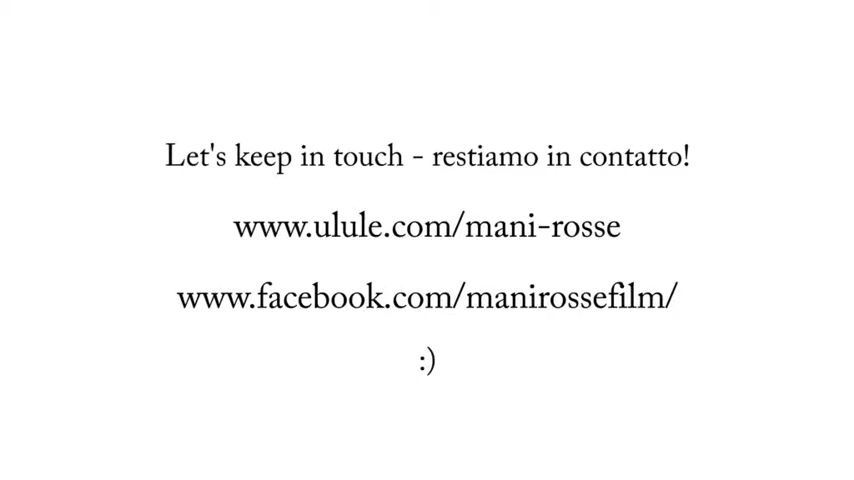 Let's keep in touch - restiamo in contatto!
www.ulule.com/mani-rosse
www.facebook.com/manirossefilm/
:)